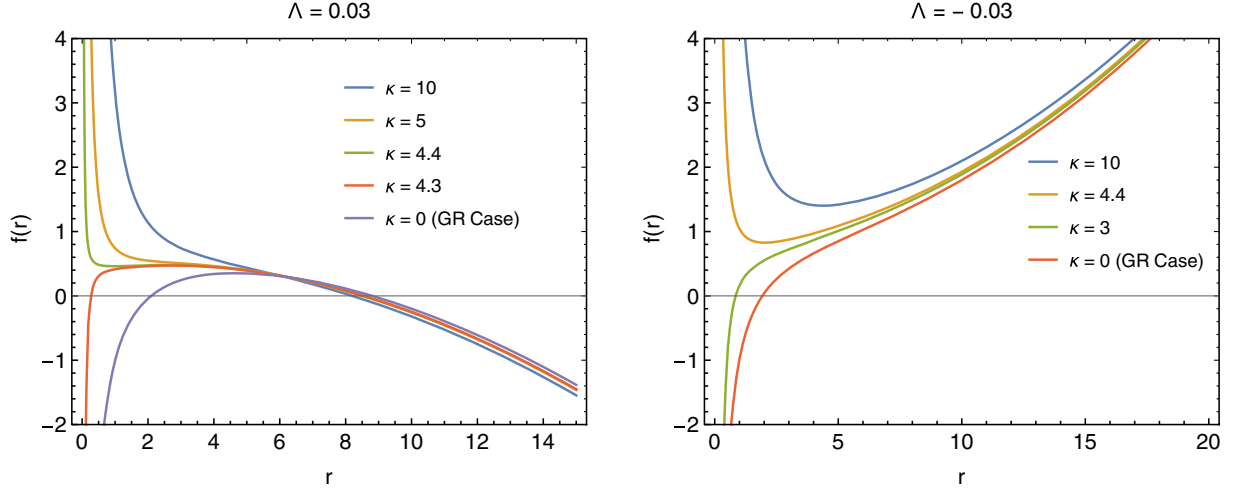 Λ = 0.03
4
3
2
1
0
−1
−2
f(r)
κ = 10
κ = 5
κ = 4.4
κ = 4.3
κ = 0 (GR Case)
0 2 4 6 8 10 12 14
r
Λ = − 0.03
4
3
2
1
0
−1
−2
f(r)
κ = 10
κ = 4.4
κ = 3
κ = 0 (GR Case)
0 5 10 15 20
r